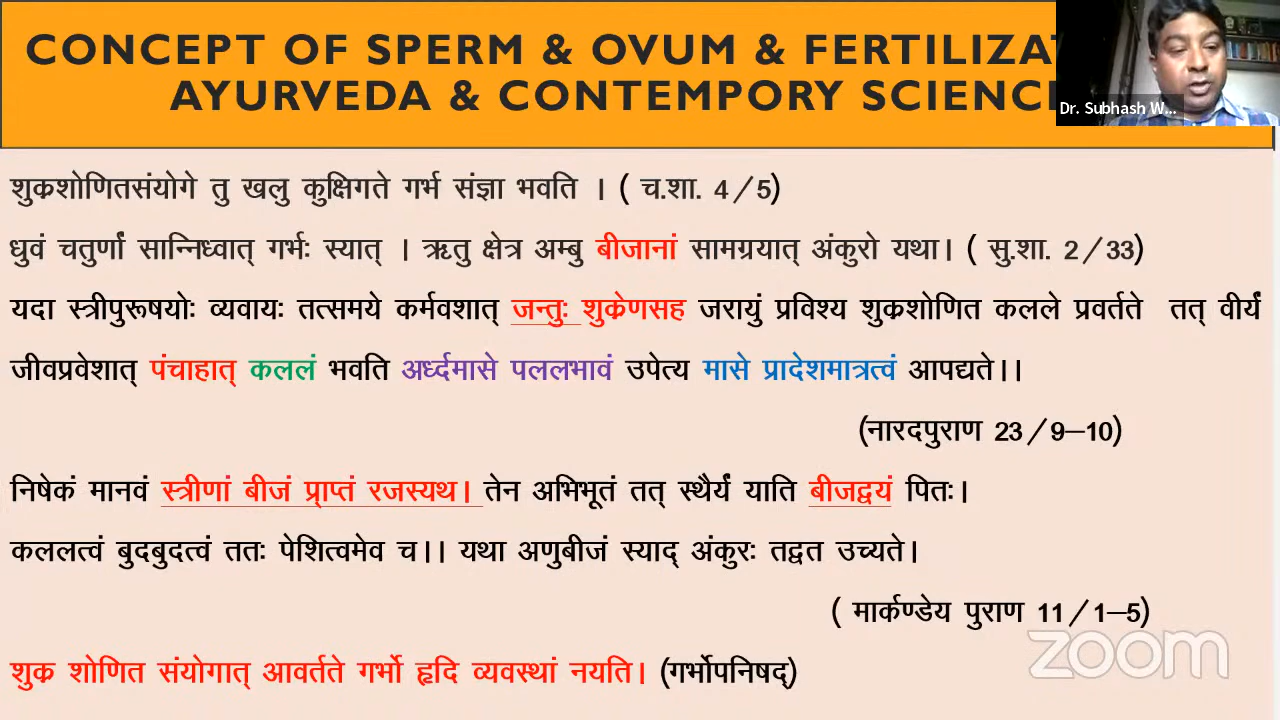 CONCEPT OF SPERM & OVUM & FERTILIZAT
AYURVEDA & CONTEMPORY SCIENC
Dr. Subhash W...
शुक्रशोणितसंयोगे तु खलु कुक्षिगते गर्भ संज्ञा भवति । ( च.शा. 4/5)
धुवं चतुर्णां सान्निध्वात् गर्भः स्यात् । ऋतु क्षेत्र अम्बु बीजानां सामग्रयात् अंकुरो यथा। ( सु.शा. 2/33)
यदा स्त्रीपुरूषयोः व्यवायः तत्समये कर्मवशात् जन्तुः शुक्रेणसह जरायुं प्रविश्य शुक्रशोणित कलले प्रवर्तते तत् वीर्यं
जीवप्रवेशात् पंचाहात् कललं भवति अर्ध्दमासे पललभावं उपेत्य मासे प्रादेशमात्रत्वं आपद्यते।।
(नारदपुराण 23/9–10)
निषेकं मानवं स्त्रीणां बीजं प्राप्तं रजस्यथ। तेन अभिभूतं तत् स्थैर्यं याति बीजद्वयं पितः।
कललत्वं बुदबुदत्वं ततः पेशित्वमेव च।। यथा अणुबीजं स्याद् अंकुरः तद्वत उच्यते।
( मार्कण्डेय पुराण 11/1–5)
zoom
शुक्र शोणित संयोगात् आवर्तते गर्भो हृदि व्यवस्थां नयति। (गर्भोपनिषद्)